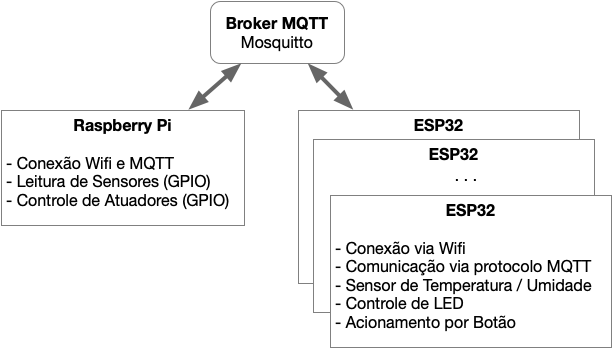 Broker MQTT
Mosquitto
Raspberry Pi
- Conexão Wifi e MQTT
- Leitura de Sensores (GPIO)
- Controle de Atuadores (GPIO)
ESP32
ESP32
. . .
ESP32
- Conexão via Wifi
- Comunicação via protocolo MQTT
- Sensor de Temperatura / Umidade
- Controle de LED
- Acionamento por Botão